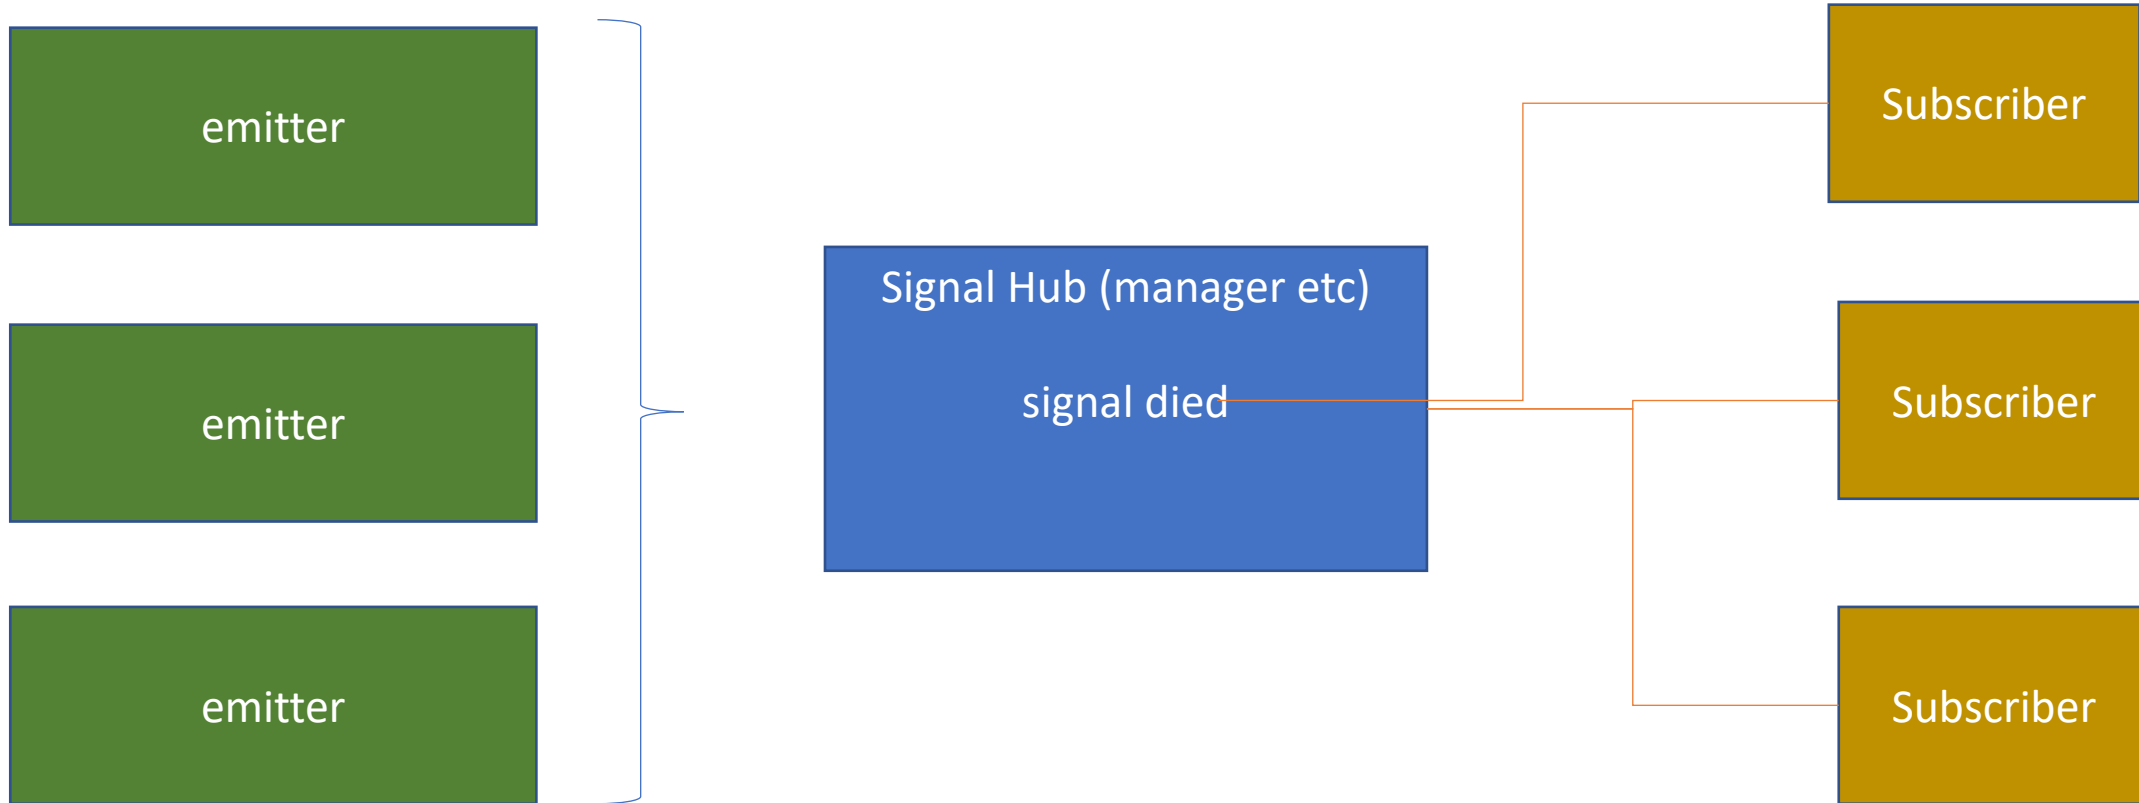 emitter
emitter
emitter
Signal Hub (manager etc)
signal died
Subscriber
Subscriber
Subscriber